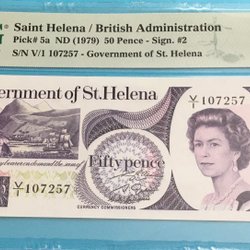 Saint Helena / British Administration
Pick# 5a ND (1979) 50 Pence - Sign. #2
S/N V/1 107257 - Government of St. Helena
ernment of St. Helena
V/1 107257
Fifty pence
V/1 107257
CURRENCY COMMISSIONERS